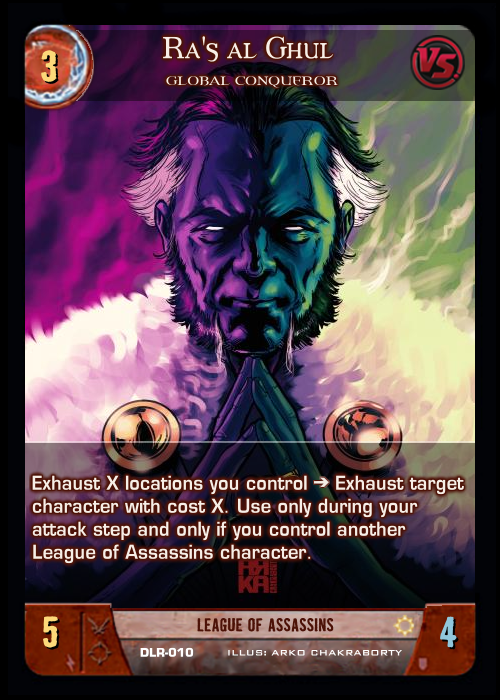 3
Ra's al Ghul
GLOBAL CONQUEROR
VS
Exhaust X locations you control ➔ Exhaust target
character with cost X. Use only during your
attack step and only if you control another
League of Assassins character.
5
LEAGUE OF ASSASSINS
4
DLR-010
ILLUS: ARKO CHAKRABORTY